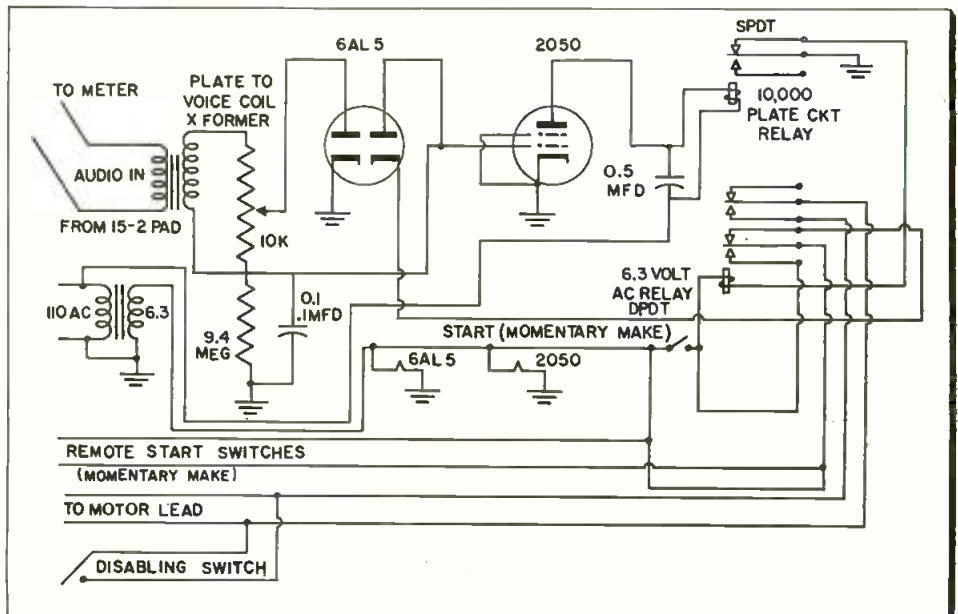 6AL5
2050
SPDT
TO METER
PLATE TO
VOICE COIL
X FORMER
10,000
PLATE CKT
RELAY
AUDIO IN
0.5
MFD
FROM 15-2 PAD
10K
6.3 VOLT
AC RELAY
DPDT
110 AC
6.3
0.1
.1MFD
9.4
MEG
START (MOMENTARY MAKE)
6AL5
2050
REMOTE START SWITCHES
(MOMENTARY MAKE)
TO MOTOR LEAD
DISABLING SWITCH